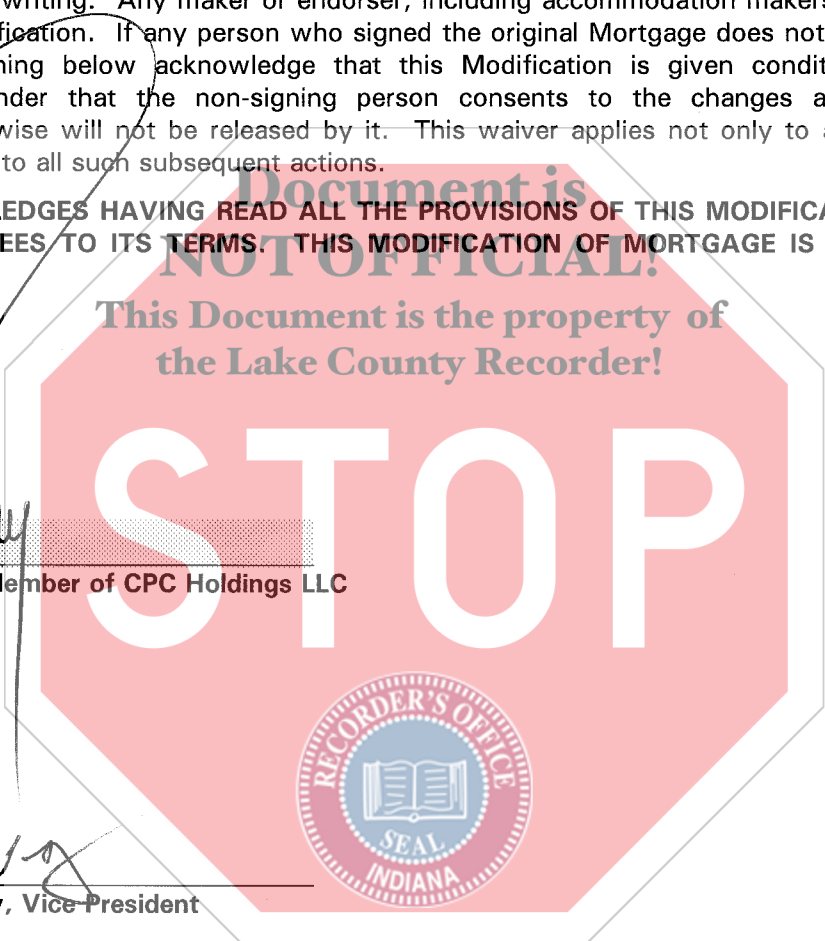 writing. Any maker or endorser, including accommodation makers
fication. If any person who signed the original Mortgage does not
ning below acknowledge that this Modification is given condit
nder that the non-signing person consents to the changes a
wise will not be released by it. This waiver applies not only to a
to all such subsequent actions.
LEDGES HAVING READ ALL THE PROVISIONS OF THIS MODIFICA
EES TO ITS TERMS. THIS MODIFICATION OF MORTGAGE IS
Document is
NOT OFFICIAL!
This Document is the property of
the Lake County Recorder!
STOP
Member of CPC Holdings LLC
RECORDER'S OFFICE
SEAL
INDIANA
, Vice President